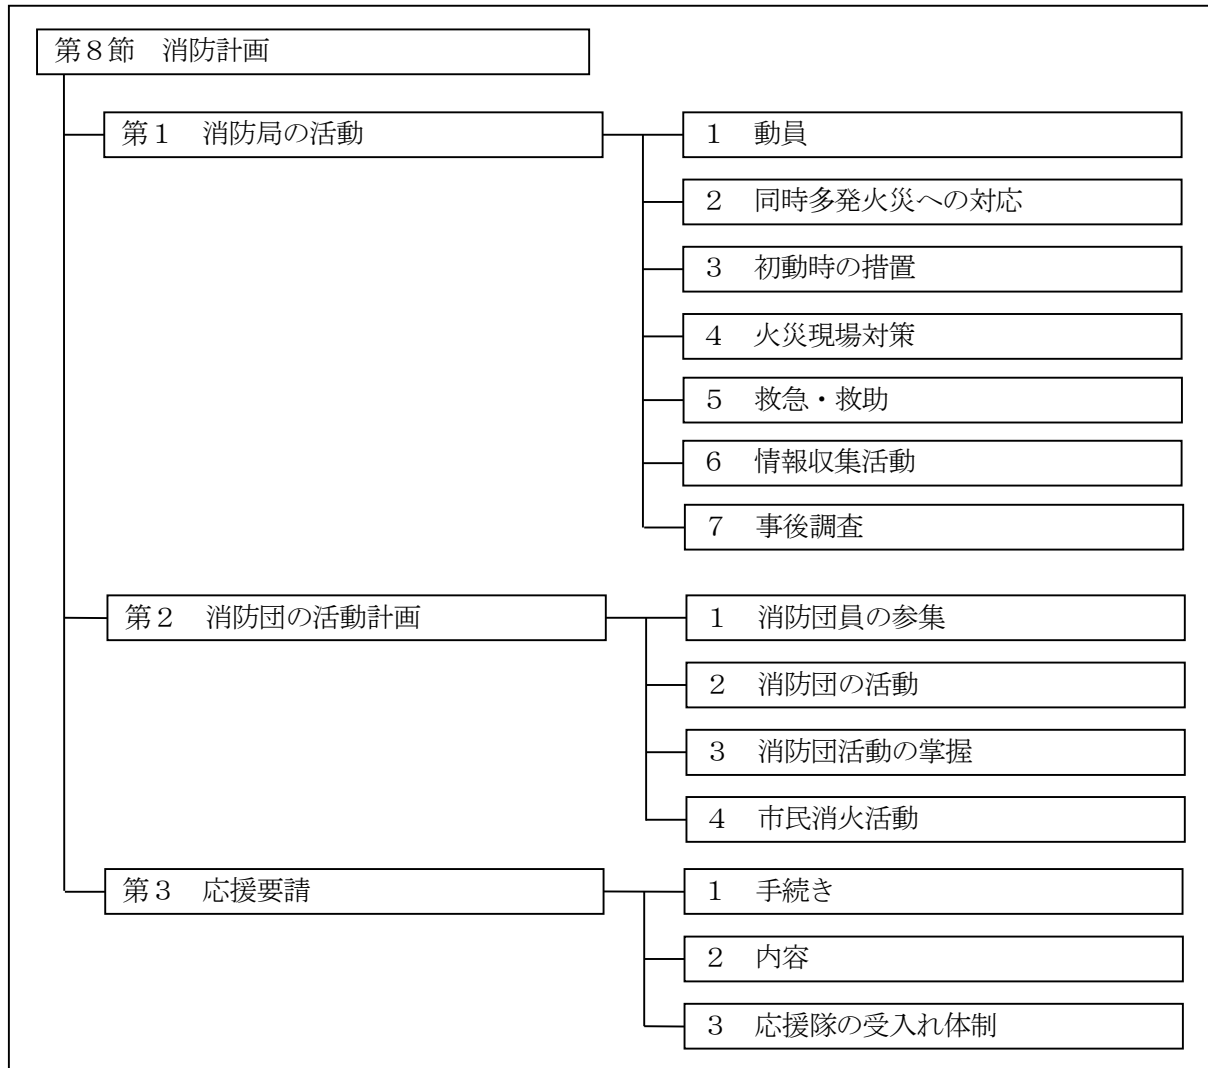 第８節　消防計画
第１　消防局の活動
１　動員
２　同時多発火災への対応
３　初動時の措置
４　火災現場対策
５　救急・救助
６　情報収集活動
７　事後調査
第２　消防団の活動計画
１　消防団員の参集
２　消防団の活動
３　消防団活動の掌握
４　市民消火活動
第３　応援要請
１　手続き
２　内容
３　応援隊の受入れ体制